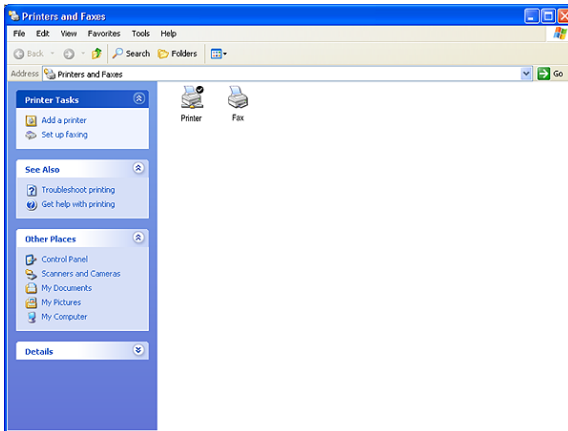 Printers and Faxes
File Edit View Favorites Tools Help
Back Search Folders
Address Printers and Faxes Go
Printer Tasks
Add a printer
Set up faxing
See Also
Troubleshoot printing
Get help with printing
Other Places
Control Panel
Scanners and Cameras
My Documents
My Pictures
My Computer
Details
Printer Fax